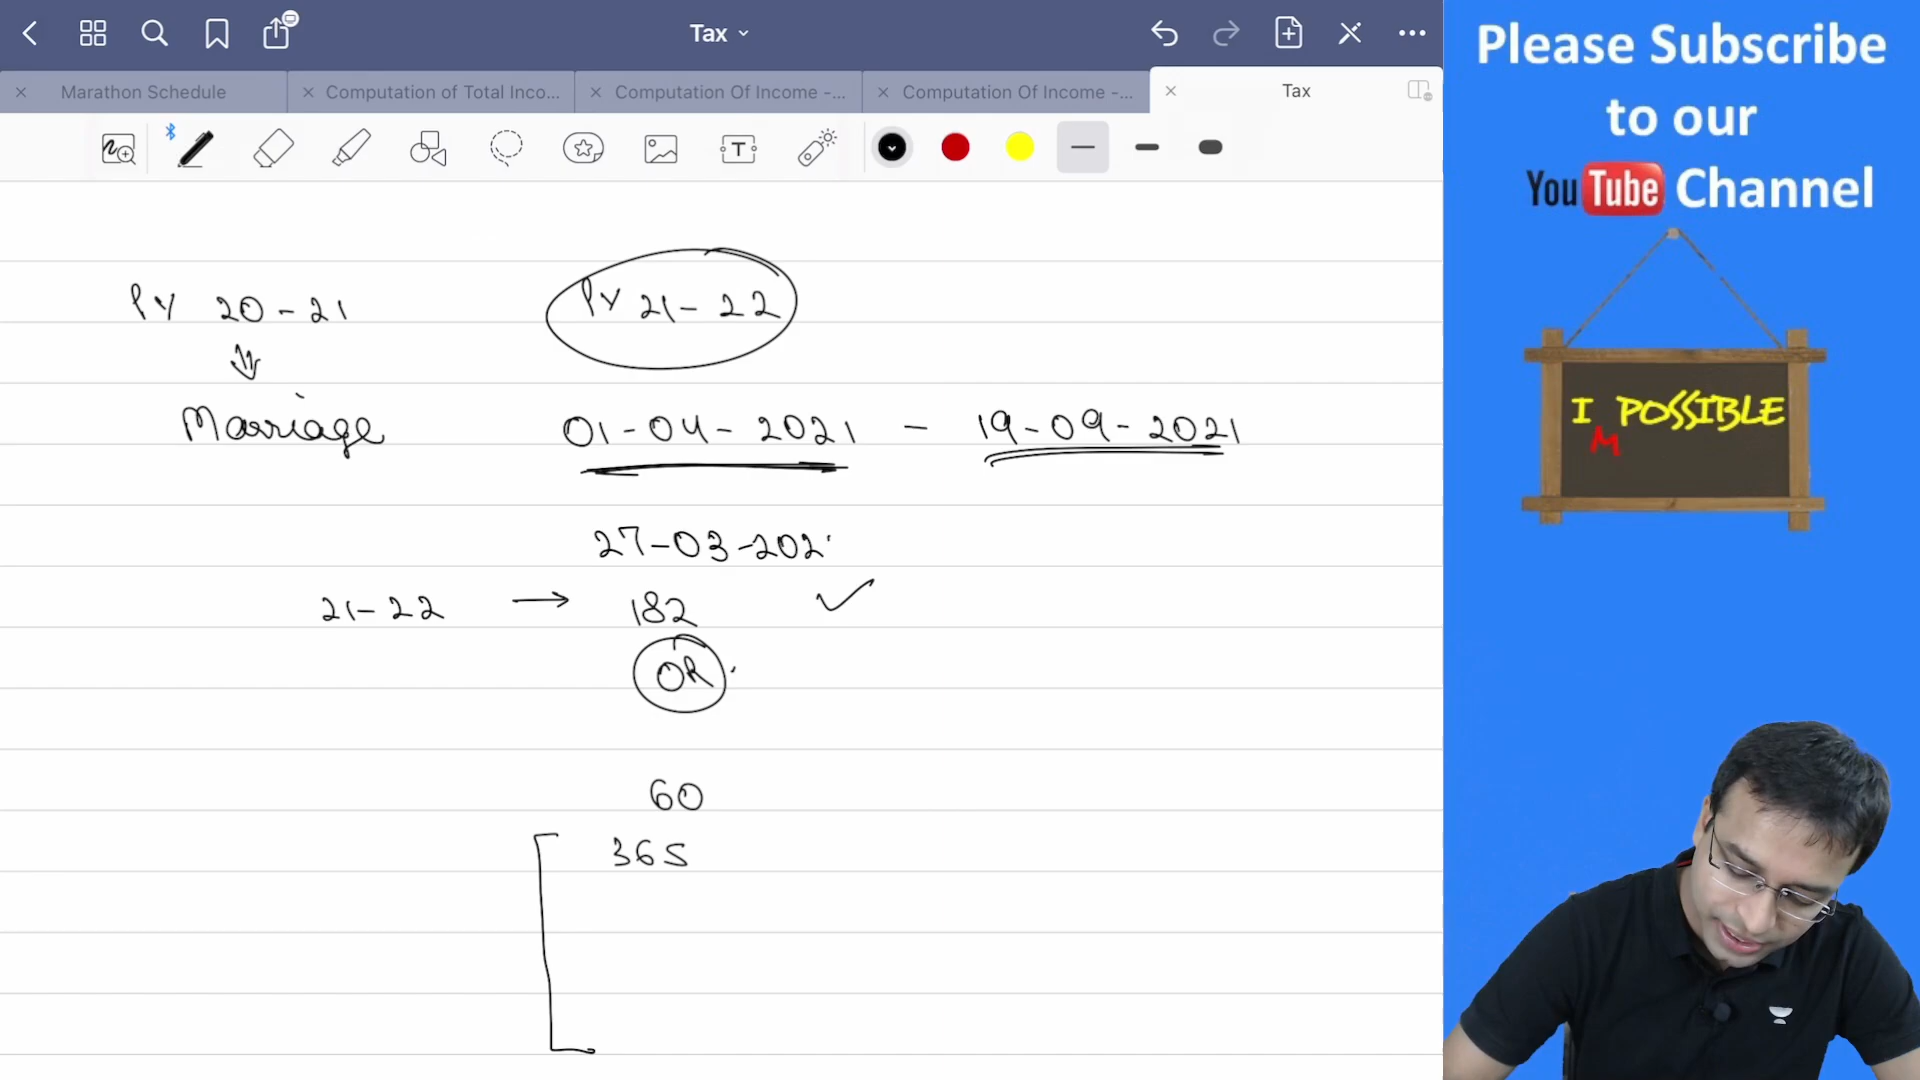 Tax
Marathon Schedule
Computation of Total Inco...
Computation Of Income -...
Computation Of Income -...
Tax
T
PY 20-21
PY 21-22
Marriage
01-04-2021 - 19-09-2021
27-03-202
21-22 → 182 ✓
OR
60
365
Please Subscribe
to our
YouTube Channel
I POSSIBLE
M